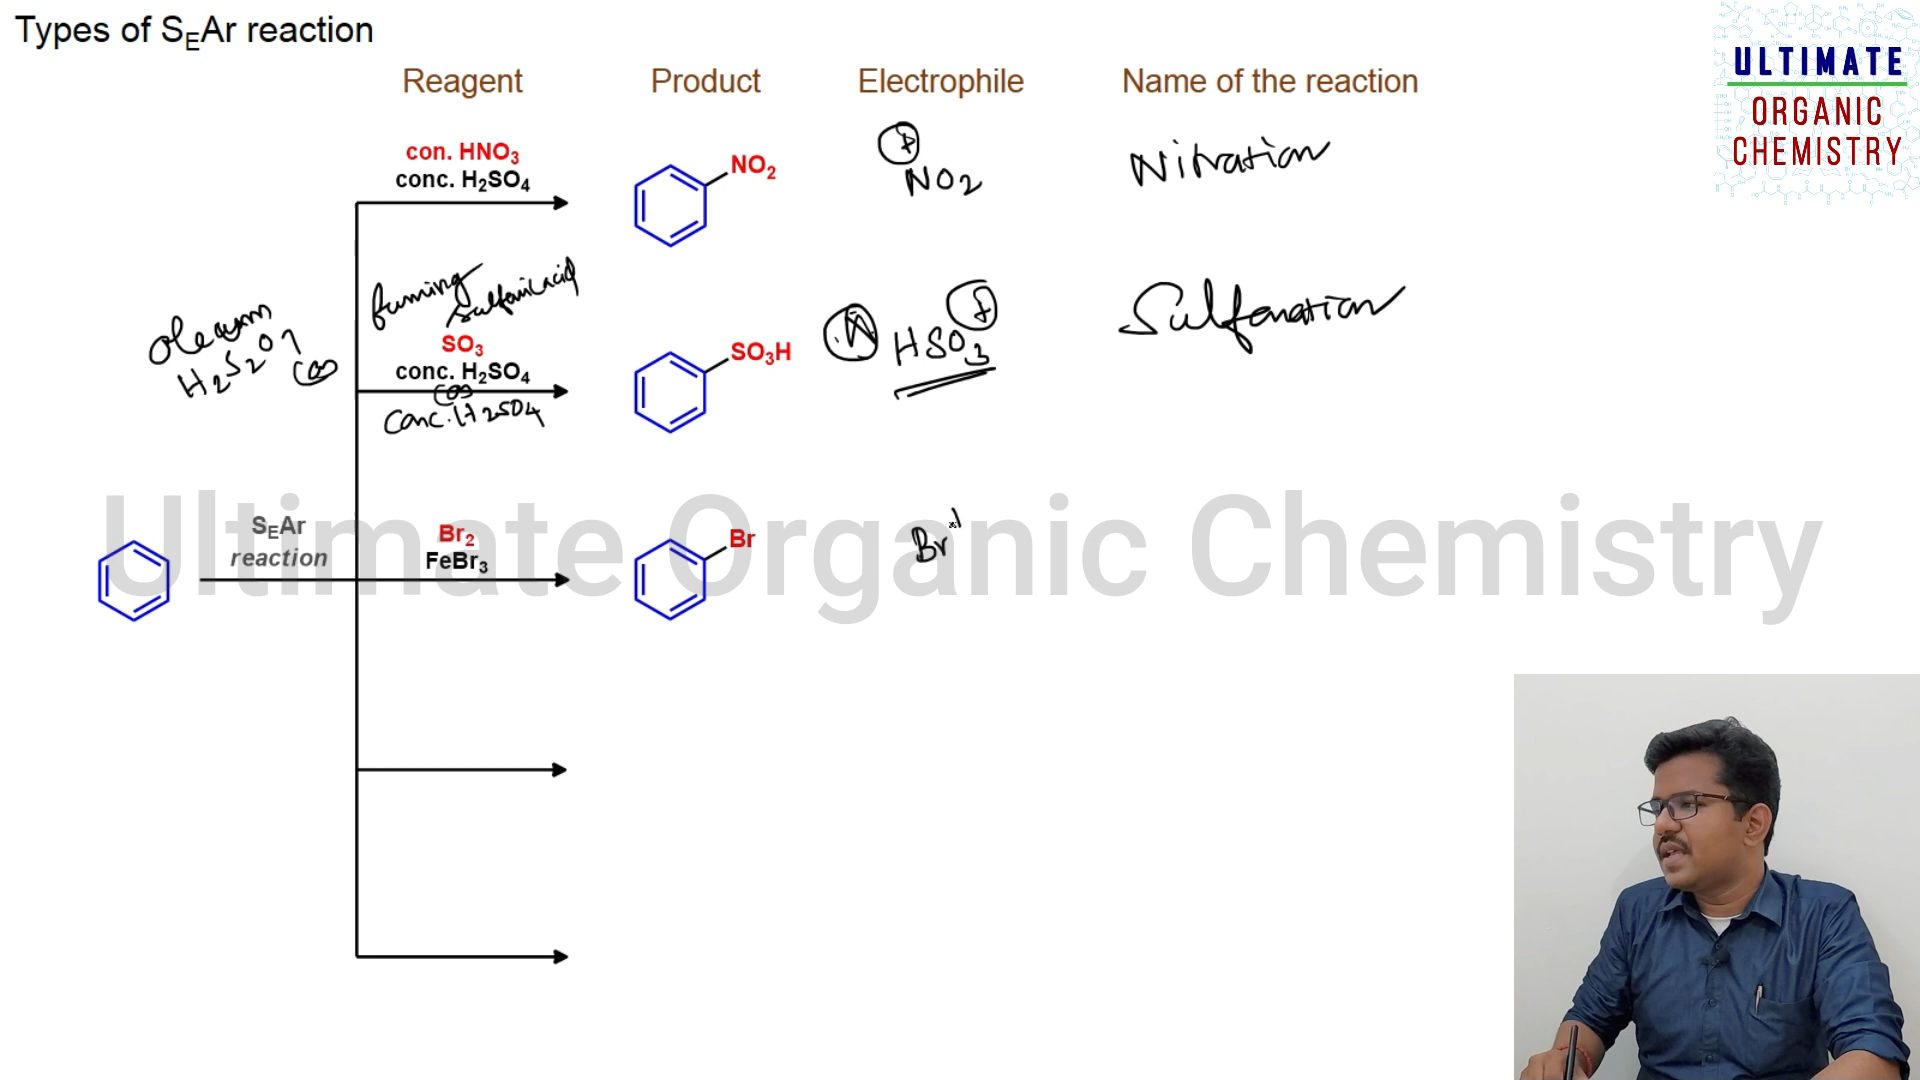 Types of SEAr reaction
Reagent Product Electrophile Name of the reaction
ULTIMATE
ORGANIC
CHEMISTRY
con. HNO3
conc. H2SO4
NO2
⊕
NO2
Nitration
fuming
sulfuric acid
Oleum
H2S2O7
(or)
SO3
conc. H2SO4
(or)
Conc. H2SO4
SO3H
HSO3
⊕
Sulfonation
SEAr
reaction
Br2
FeBr3
Br
Br
Ultimate Organic Chemistry